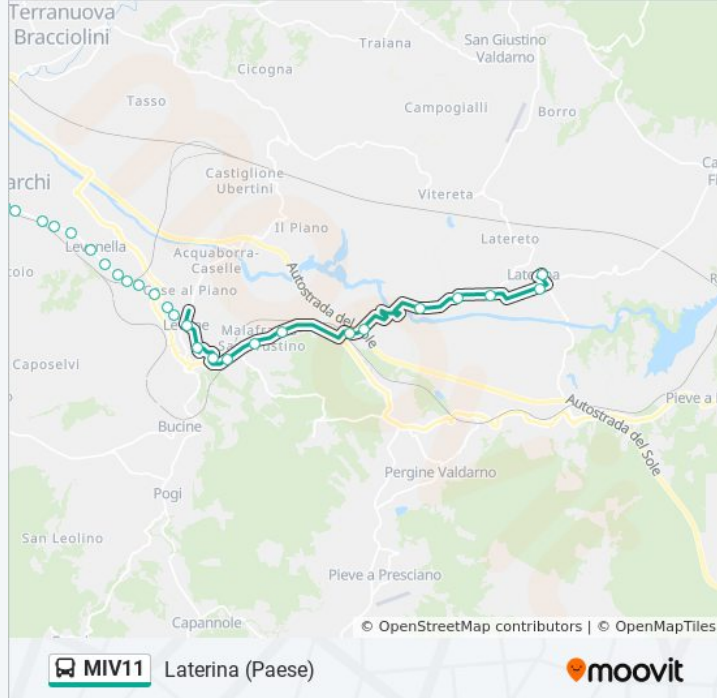 Terranuova
Bracciolini
Traiana
San Giustino
Valdarno
Cicogna
Tasso
Campogialli
Borro
Castiglione
Ubertini
Vitereta
Il Piano
Latereto
Acquaborra-
Caselle
Autostrada del Sole
Pergine Valdarno
Bucine
Caposelvi
Pogi
San Leolino
Pieve a Presciano
Capannole
Autostrada del Sole
© OpenStreetMap contributors | © OpenMapTiles
MIV11 Laterina (Paese)
moovit